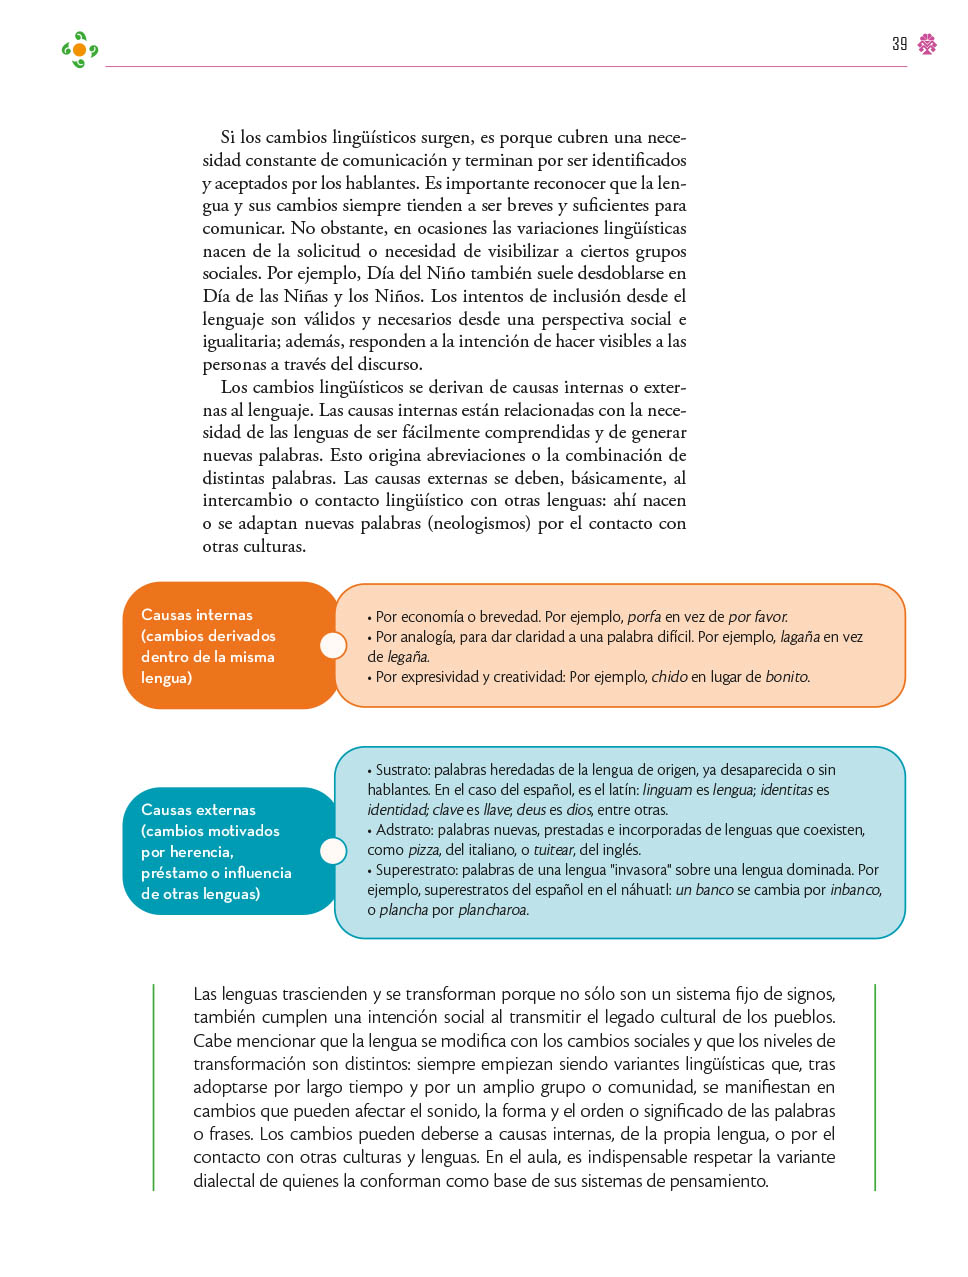 39
Si los cambios lingüísticos surgen, es porque cubren una nece-
sidad constante de comunicación y terminan por ser identificados
y aceptados por los hablantes. Es importante reconocer que la len-
gua y sus cambios siempre tienden a ser breves y suficientes para
comunicar. No obstante, en ocasiones las variaciones lingüísticas
nacen de la solicitud o necesidad de visibilizar a ciertos grupos
sociales. Por ejemplo, Día del Niño también suele desdoblarse en
Día de las Niñas y los Niños. Los intentos de inclusión desde el
lenguaje son válidos y necesarios desde una perspectiva social e
igualitaria; además, responden a la intención de hacer visibles a las
personas a través del discurso.
Los cambios lingüísticos se derivan de causas internas o exter-
nas al lenguaje. Las causas internas están relacionadas con la nece-
sidad de las lenguas de ser fácilmente comprendidas y de generar
nuevas palabras. Esto origina abreviaciones o la combinación de
distintas palabras. Las causas externas se deben, básicamente, al
intercambio o contacto lingüístico con otras lenguas: ahí nacen
o se adaptan nuevas palabras (neologismos) por el contacto con
otras culturas.
Causas internas
(cambios derivados
dentro de la misma
lengua)
• Por economía o brevedad. Por ejemplo, porfa en vez de por favor.
• Por analogía, para dar claridad a una palabra difícil. Por ejemplo, lagaña en vez
de legaña.
• Por expresividad y creatividad: Por ejemplo, chido en lugar de bonito.
Causas externas
(cambios motivados
por herencia,
préstamo o influencia
de otras lenguas)
• Sustrato: palabras heredadas de la lengua de origen, ya desaparecida o sin
hablantes. En el caso del español, es el latín: linguam es lengua; identitas es
identidad; clave es llave; deus es dios, entre otras.
• Adstrato: palabras nuevas, prestadas e incorporadas de lenguas que coexisten,
como pizza, del italiano, o tuitear, del inglés.
• Superestrato: palabras de una lengua "invasora" sobre una lengua dominada. Por
ejemplo, superestratos del español en el náhuatl: un banco se cambia por inbanco,
o plancha por plancharoa.
Las lenguas trascienden y se transforman porque no sólo son un sistema fijo de signos,
también cumplen una intención social al transmitir el legado cultural de los pueblos.
Cabe mencionar que la lengua se modifica con los cambios sociales y que los niveles de
transformación son distintos: siempre empiezan siendo variantes lingüísticas que, tras
adoptarse por largo tiempo y por un amplio grupo o comunidad, se manifiestan en
cambios que pueden afectar el sonido, la forma y el orden o significado de las palabras
o frases. Los cambios pueden deberse a causas internas, de la propia lengua, o por el
contacto con otras culturas y lenguas. En el aula, es indispensable respetar la variante
dialectal de quienes la conforman como base de sus sistemas de pensamiento.